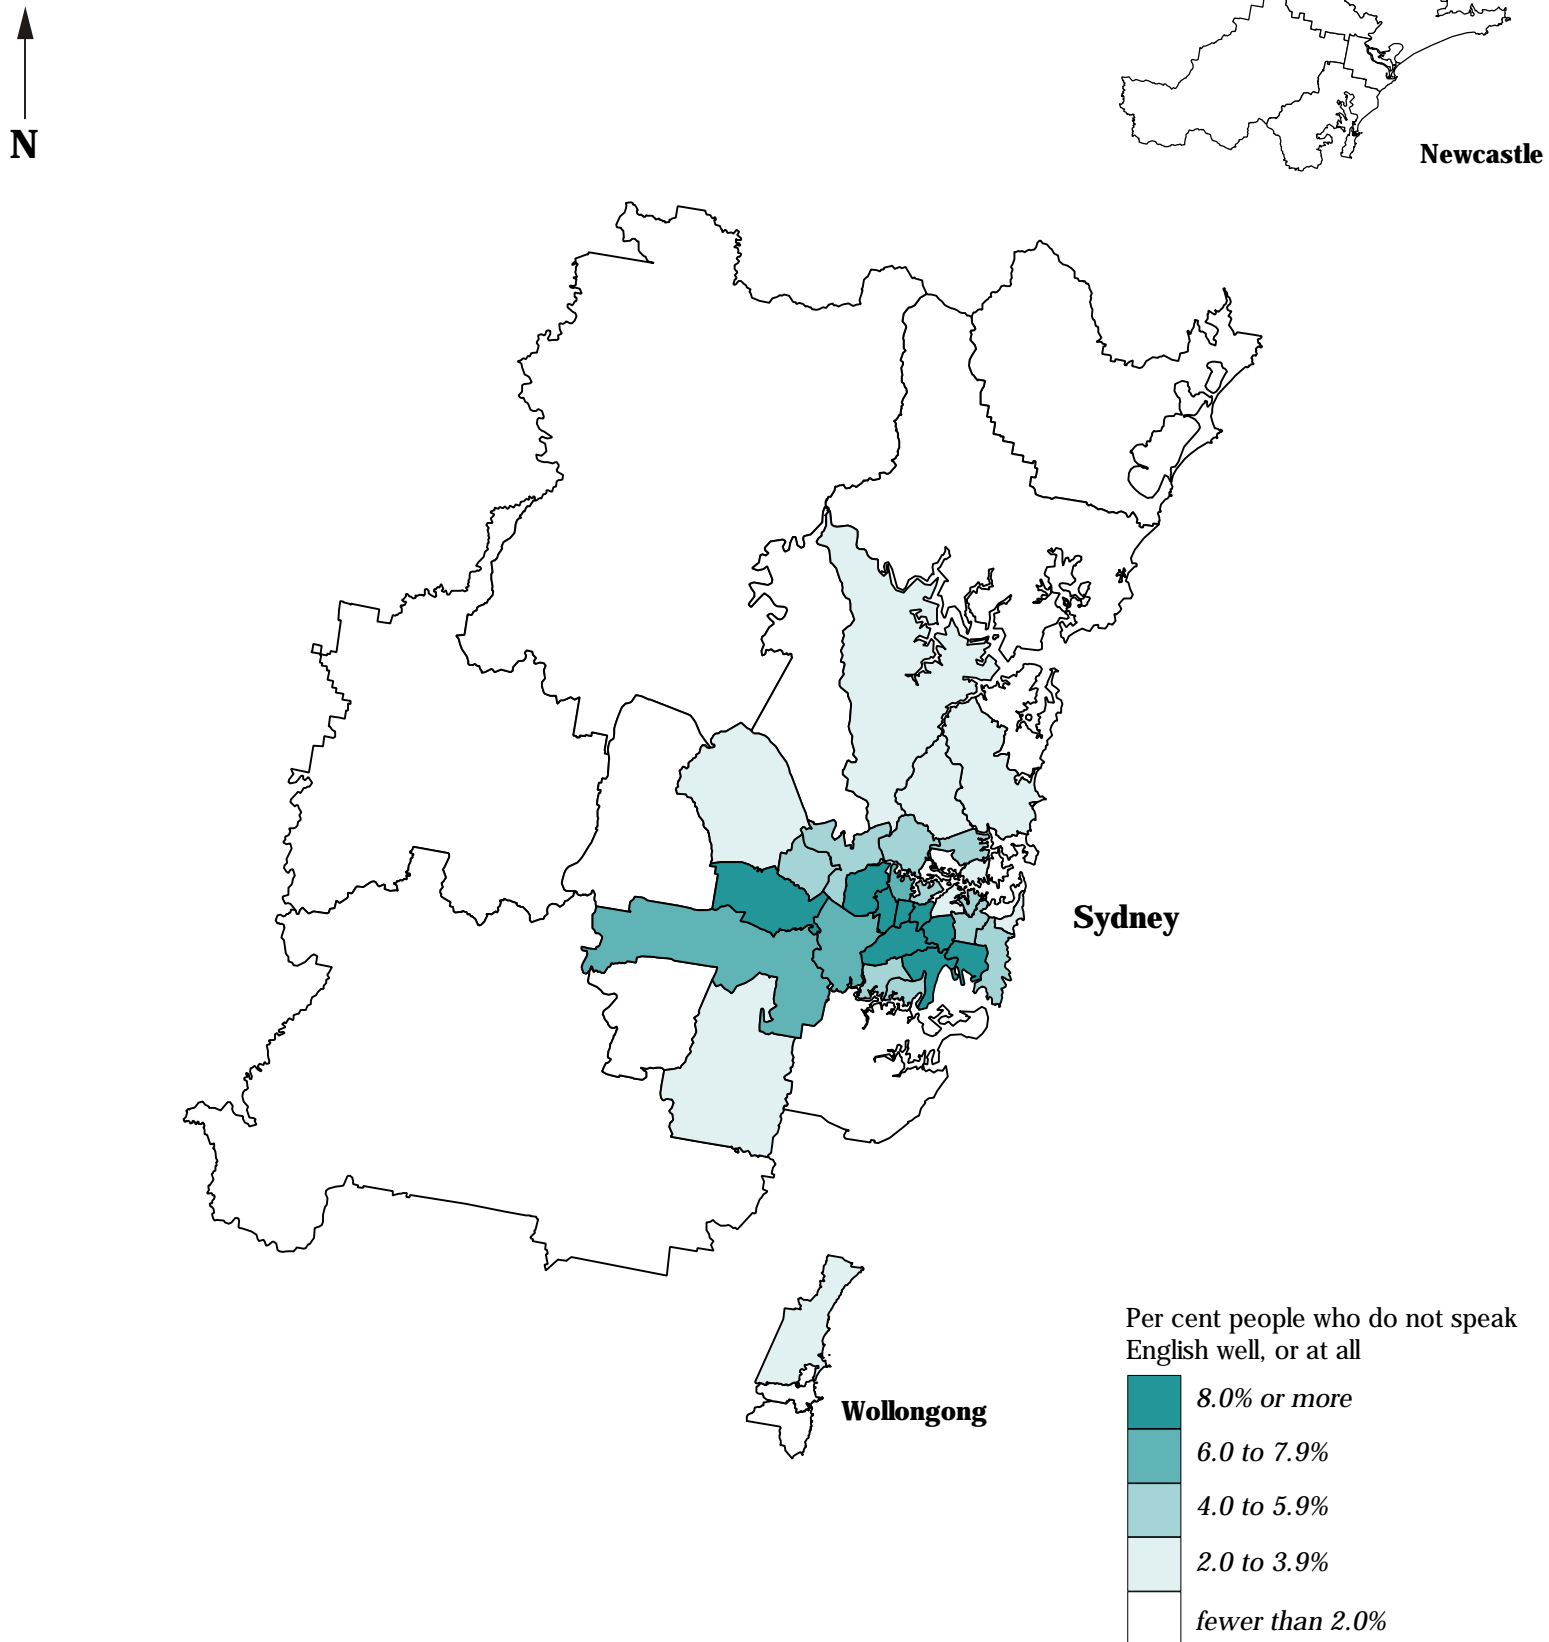 N
Newcastle
Sydney
Wollongong
Per cent people who do not speak
English well, or at all
8.0% or more
6.0 to 7.9%
4.0 to 5.9%
2.0 to 3.9%
fewer than 2.0%